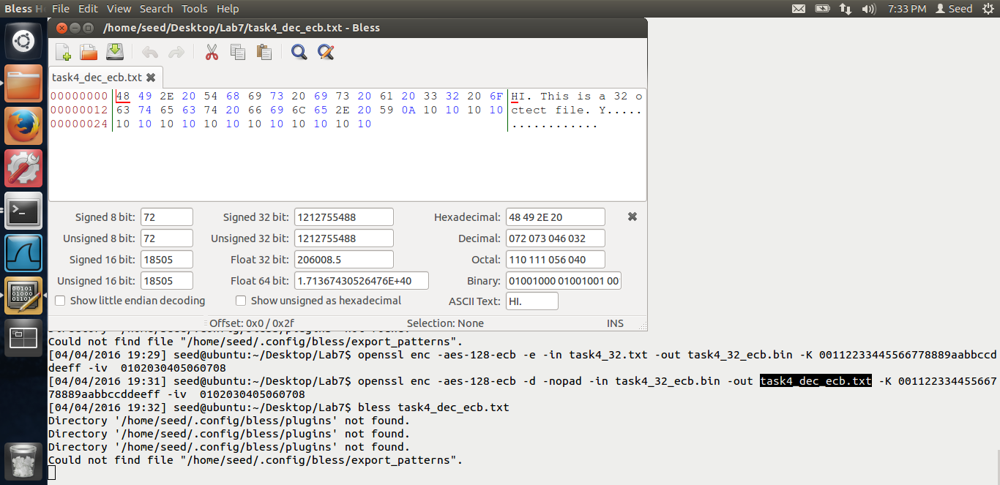 Bless H File Edit View Search Tools Help 7:33 PM Seed
/home/seed/Desktop/Lab7/task4_dec_ecb.txt - Bless
task4_dec_ecb.txt
00000000 48 49 2E 20 54 68 69 73 20 69 73 20 61 20 33 32 20 6F HI. This is a 32 o
00000012 63 74 65 63 74 20 66 69 6C 65 2E 20 59 0A 10 10 10 10 ctect file. Y.....
00000024 10 10 10 10 10 10 10 10 10 10 10 10 ............
Signed 8 bit: 72 Signed 32 bit: 1212755488 Hexadecimal: 48 49 2E 20
Unsigned 8 bit: 72 Unsigned 32 bit: 1212755488 Decimal: 072 073 046 032
Signed 16 bit: 18505 Float 32 bit: 206008.5 Octal: 110 111 056 040
Unsigned 16 bit: 18505 Float 64 bit: 1.71367430526476E+40 Binary: 01001000 01001001 00
Show little endian decoding Show unsigned as hexadecimal ASCII Text: HI.
Offset: 0x0 / 0x2f Selection: None INS
Directory '/home/seed/.config/bless/plugins' not found.
Could not find file "/home/seed/.config/bless/export_patterns".
[04/04/2016 19:29] seed@ubuntu:~/Desktop/Lab7$ openssl enc -aes-128-ecb -e -in task4_32.txt -out task4_32_ecb.bin -K 00112233445566778889aabbccd
deeff -iv  0102030405060708
[04/04/2016 19:31] seed@ubuntu:~/Desktop/Lab7$ openssl enc -aes-128-ecb -d -nopad -in task4_32_ecb.bin -out task4_dec_ecb.txt -K 001122334455667
78889aabbccddeeff -iv  0102030405060708
[04/04/2016 19:32] seed@ubuntu:~/Desktop/Lab7$ bless task4_dec_ecb.txt
Directory '/home/seed/.config/bless/plugins' not found.
Directory '/home/seed/.config/bless/plugins' not found.
Directory '/home/seed/.config/bless/plugins' not found.
Could not find file "/home/seed/.config/bless/export_patterns".